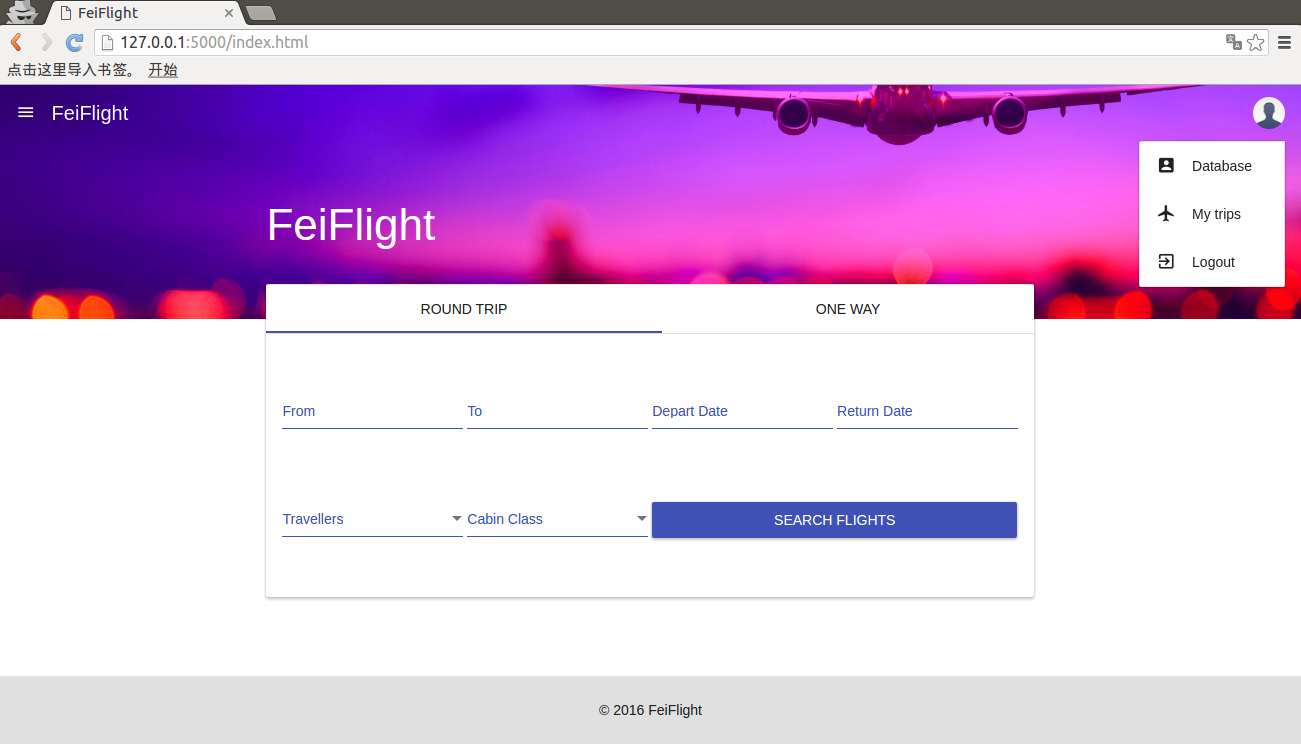 FeiFlight
127.0.0.1:5000/index.html
点击这里导入书签。 开始
FeiFlight
Database
My trips
Logout
FeiFlight
ROUND TRIP ONE WAY
From To Depart Date Return Date
Travellers Cabin Class SEARCH FLIGHTS
© 2016 FeiFlight